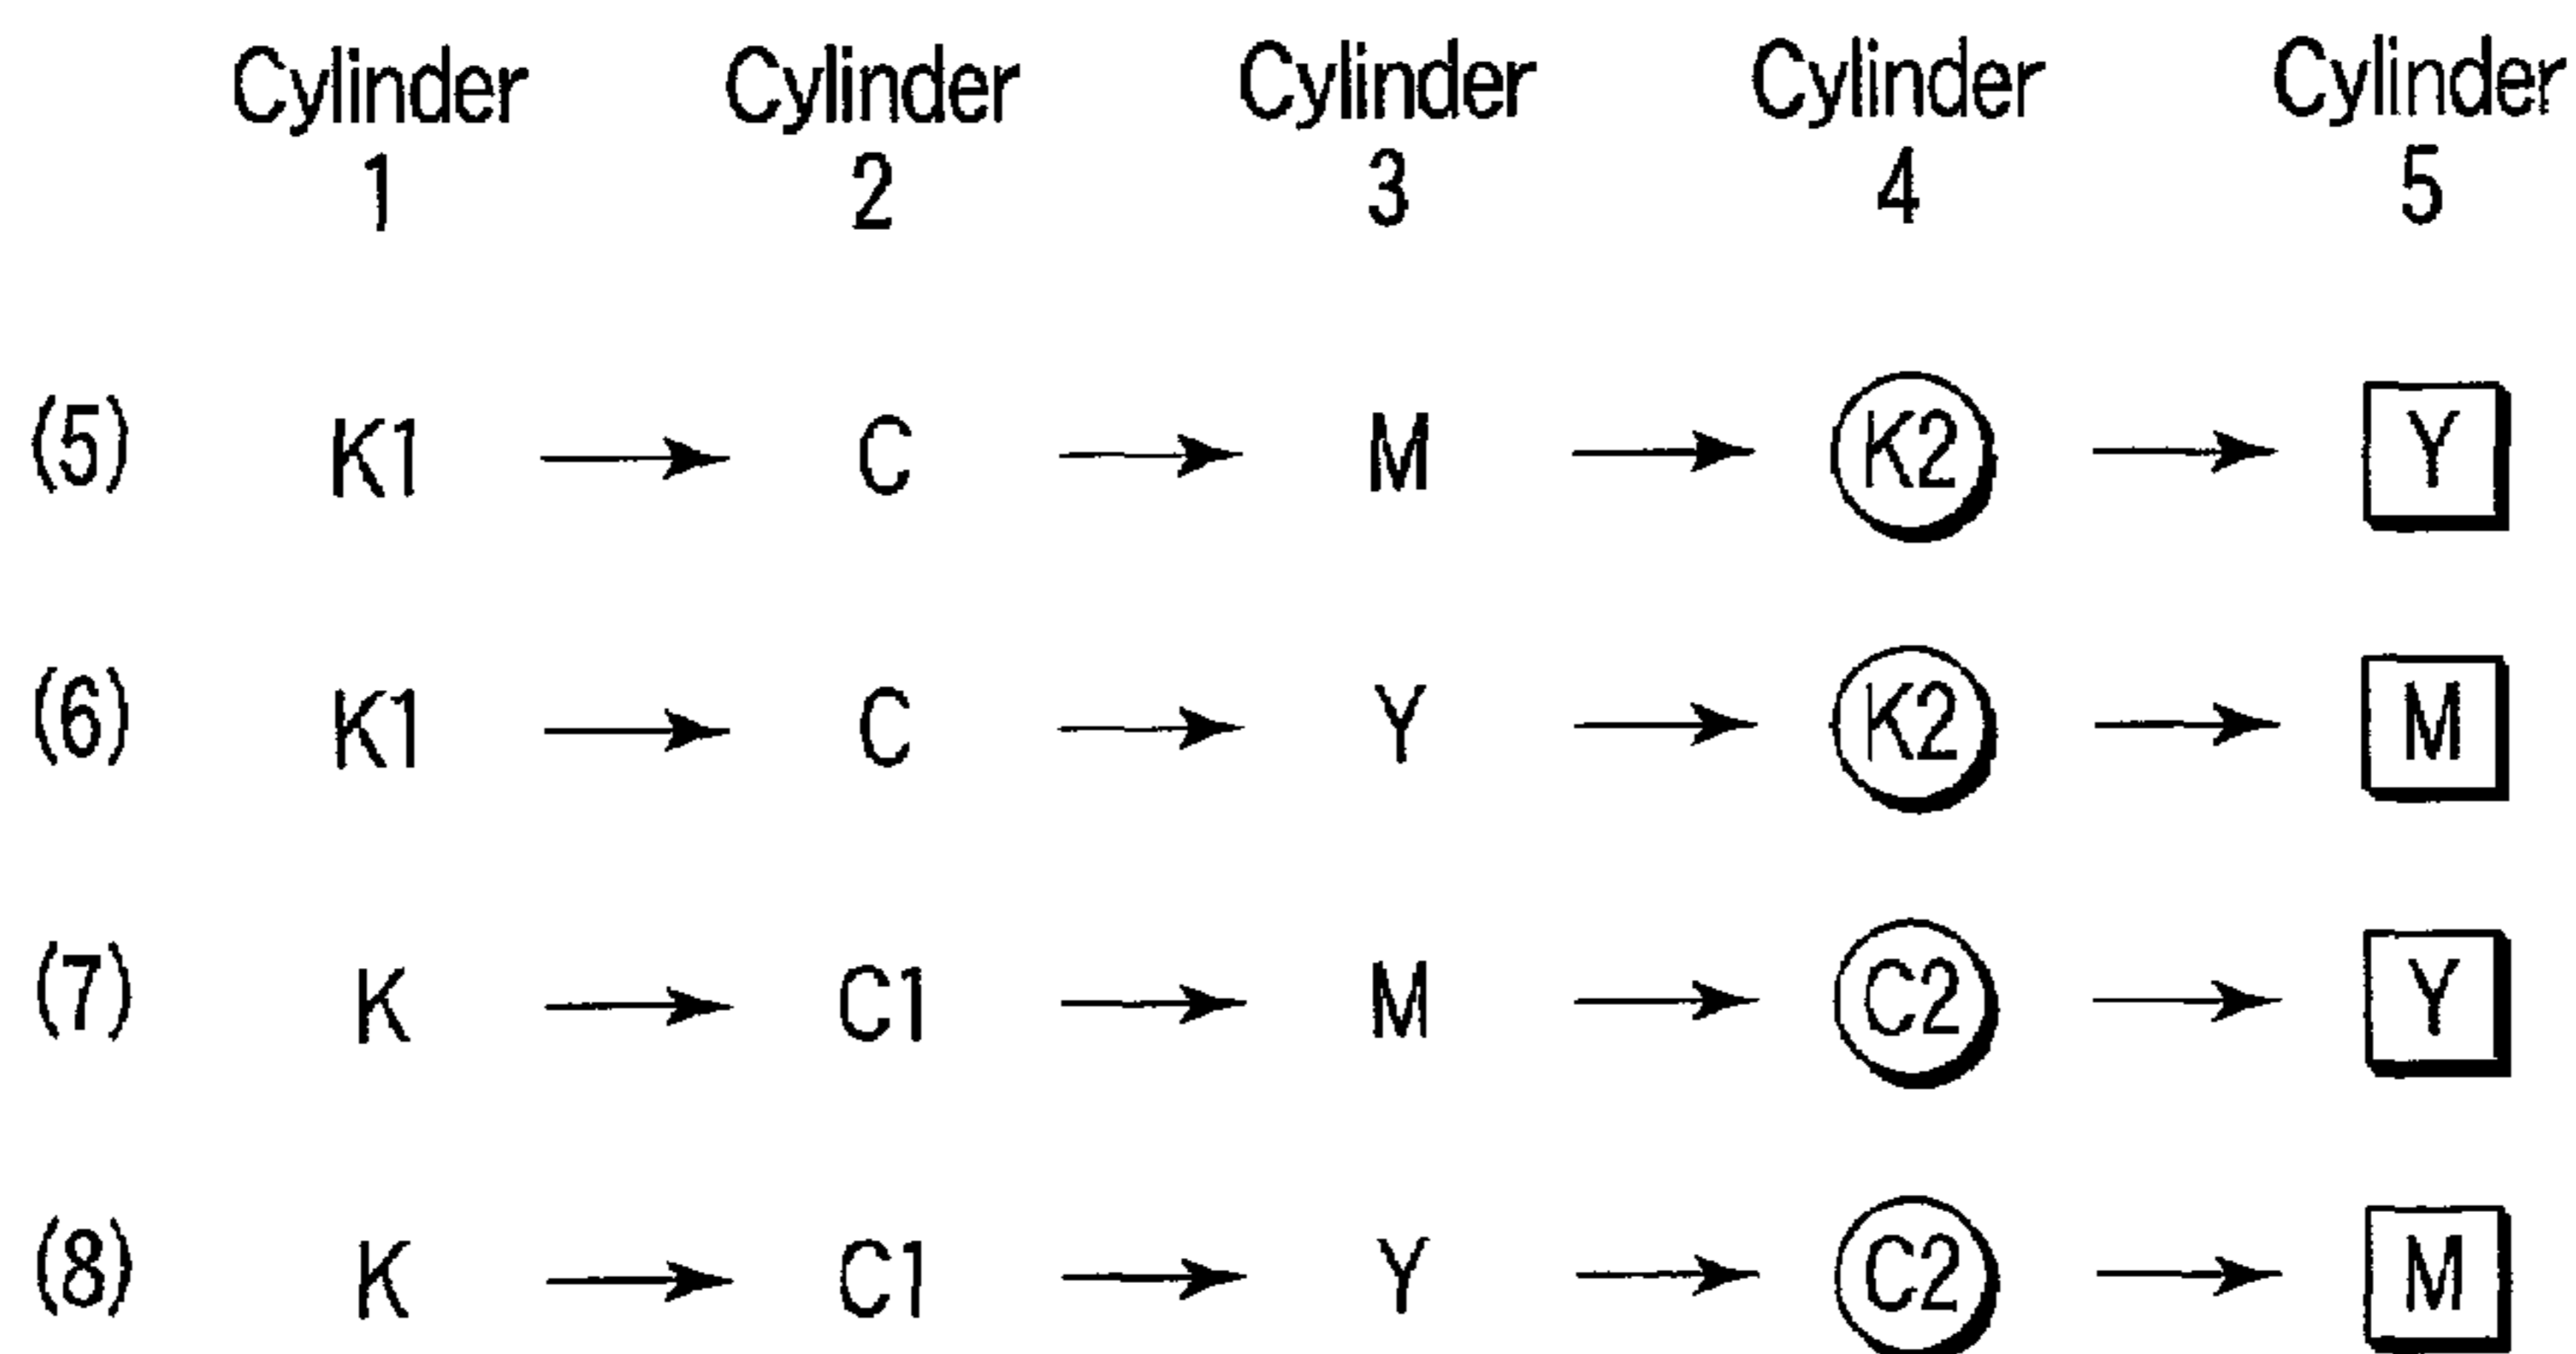 Cylinder Cylinder Cylinder Cylinder Cylinder
1 2 3 4 5
(5) K1 C M K2 Y
(6) K1 C Y K2 M
(7) K C1 M C2 Y
(8) K C1 Y C2 M